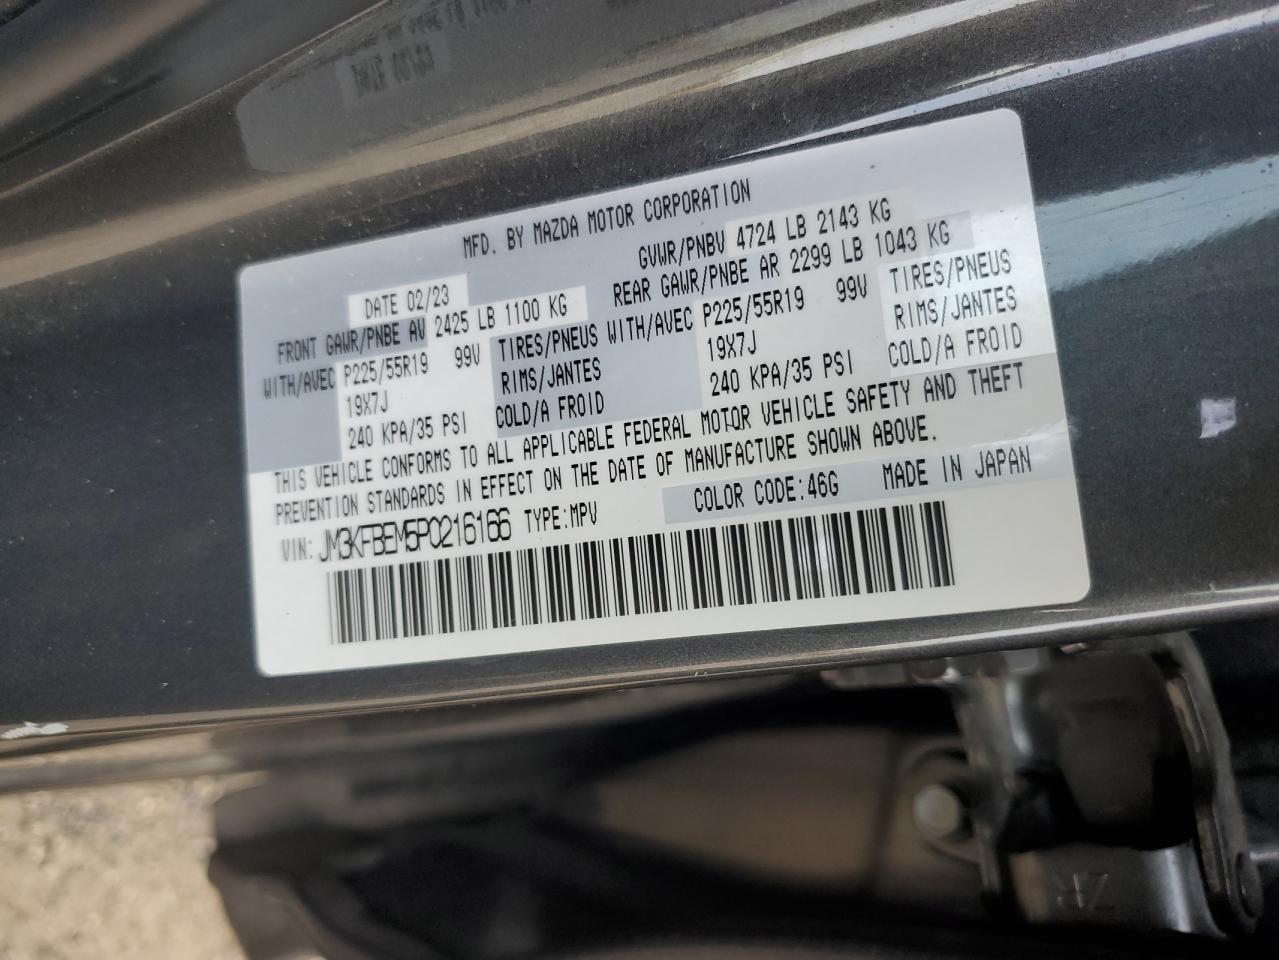 MFD. BY MAZDA MOTOR CORPORATION
DATE 02/23 GVWR/PNBV 4724 LB 2143 KG
FRONT GAWR/PNBE AV 2425 LB 1100 KG REAR GAWR/PNBE AR 2299 LB 1043 KG
WITH/AVEC P225/55R19 99V TIRES/PNEUS WITH/AVEC P225/55R19 99V TIRES/PNEUS
19X7J RIMS/JANTES 19X7J RIMS/JANTES
240 KPA/35 PSI COLD/A FROID 240 KPA/35 PSI COLD/A FROID
THIS VEHICLE CONFORMS TO ALL APPLICABLE FEDERAL MOTOR VEHICLE SAFETY AND THEFT
PREVENTION STANDARDS IN EFFECT ON THE DATE OF MANUFACTURE SHOWN ABOVE.
VIN: JM3KFBEM5P0216166 TYPE:MPV COLOR CODE:46G MADE IN JAPAN